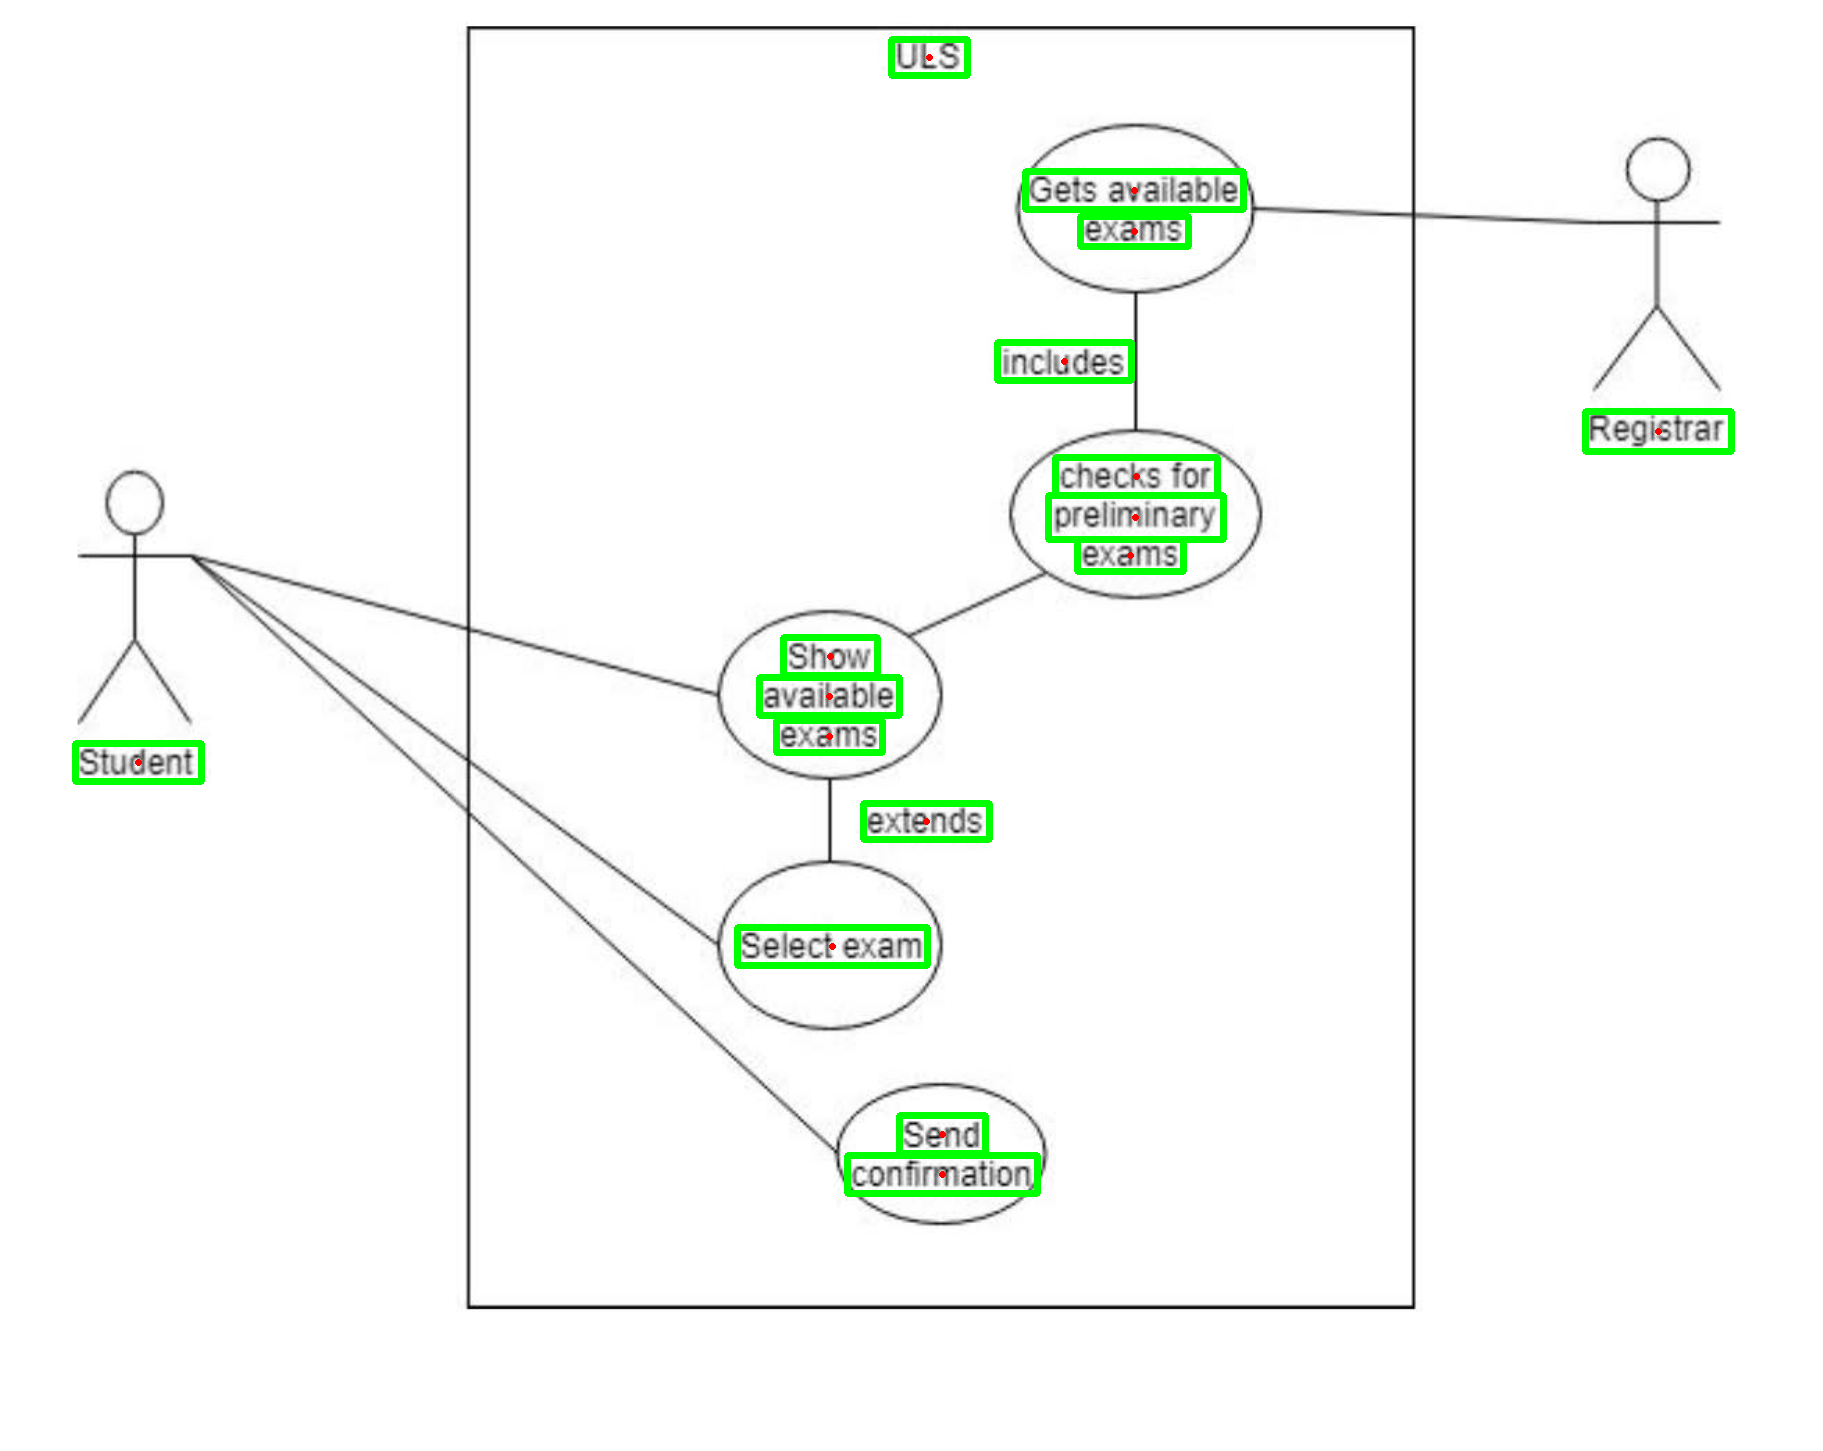 ULS
Gets available
exams
includes
Registrar
checks for
preliminary
exams
Show
available
exams
Student
extends
Select exam
Send
confirmation